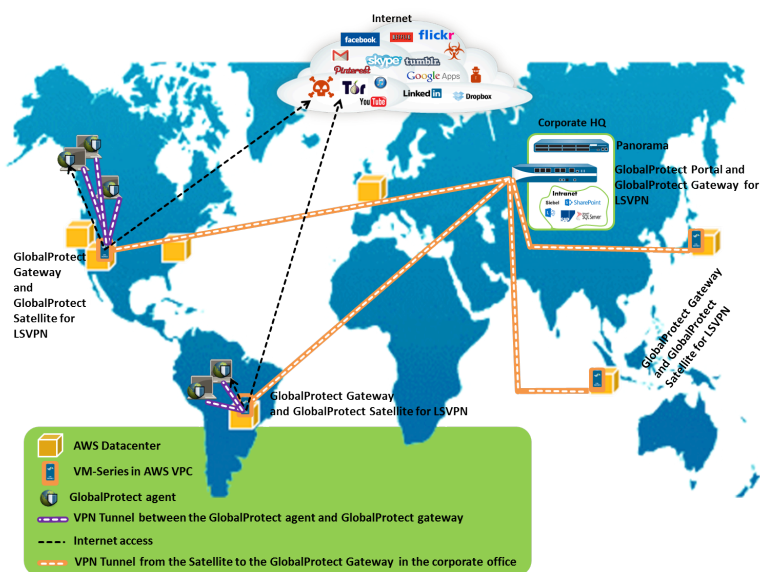 Internet
facebook
flickr
skype
tumblr.
Pinterest
Google Apps
Tor
You Tube
Linked in
Dropbox
Corporate HQ
Panorama
GlobalProtect Portal and
GlobalProtect Gateway for
LSVPN
Intranet
Siebel
SharePoint
SQL Server
GlobalProtect
Gateway
and
GlobalProtect
Satellite for
LSVPN
GlobalProtect Gateway
and GlobalProtect
Satellite for LSVPN
GlobalProtect Gateway
and GlobalProtect Satellite for LSVPN
AWS Datacenter
VM-Series in AWS VPC
GlobalProtect agent
VPN Tunnel between the GlobalProtect agent and GlobalProtect gateway
Internet access
VPN Tunnel from the Satellite to the GlobalProtect Gateway in the corporate office